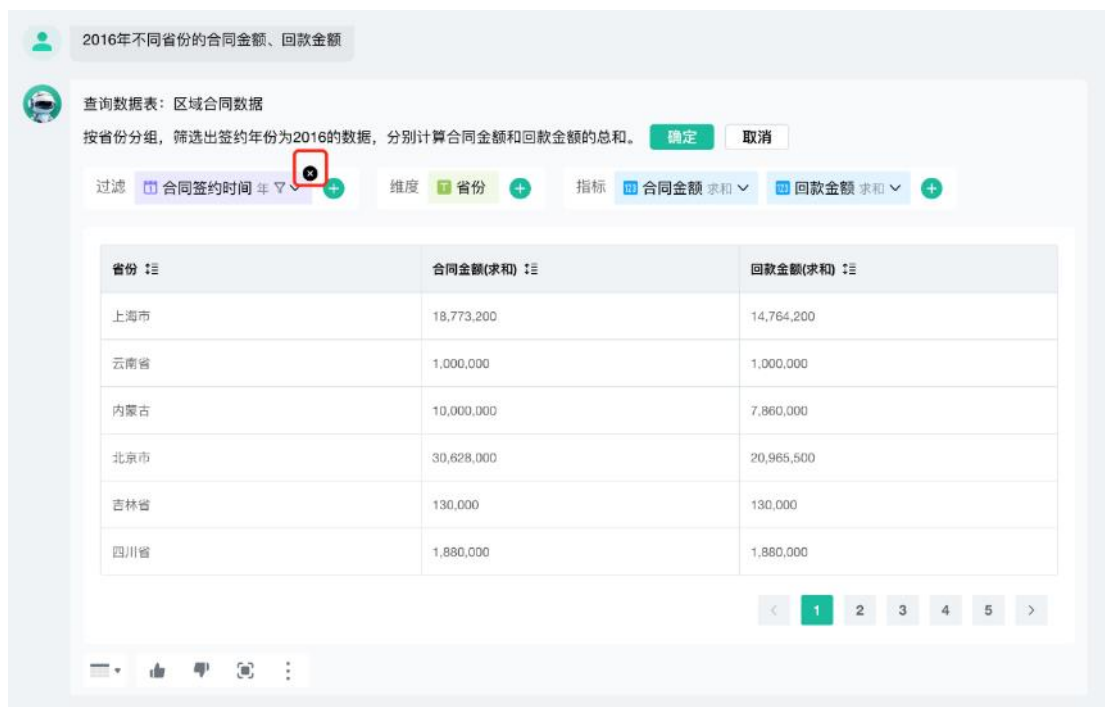 2016年不同省份的合同金额、回款金额
查询数据表：区域合同数据
按省份分组，筛选出签约年份为2016的数据，分别计算合同金额和回款金额的总和。 确定 取消
过滤 合同签约时间 年 维度 省份 指标 合同金额 求和 回款金额 求和
省份 合同金额(求和) 回款金额(求和)
上海市 18,773,200 14,764,200
云南省 1,000,000 1,000,000
内蒙古 10,000,000 7,860,000
北京市 30,628,000 20,965,500
吉林省 130,000 130,000
四川省 1,880,000 1,880,000
1 2 3 4 5